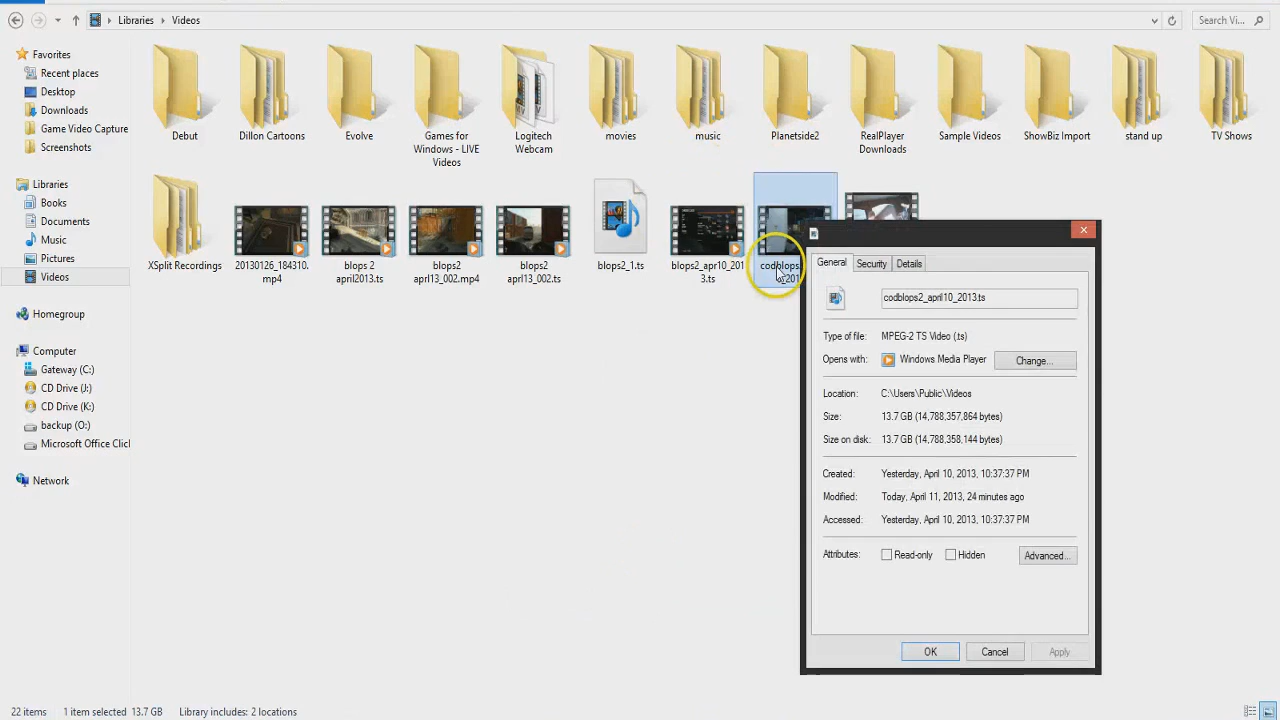 Libraries Videos
Search Vi...
Favorites
Recent places
Desktop
Downloads
Game Video Capture
Screenshots
Libraries
Books
Documents
Music
Pictures
Videos
Homegroup
Computer
Gateway (C:)
CD Drive (J:)
CD Drive (K:)
backup (O:)
Microsoft Office Clicl
Network
Debut
Dillon Cartoons
Evolve
Games for
Windows - LIVE
Videos
Logitech
Webcam
movies
music
Planetside2
RealPlayer
Downloads
Sample Videos
ShowBiz Import
stand up
TV Shows
XSplit Recordings
20130126_184310.
mp4
blops 2
april2013.ts
blops2
aprl13_002.mp4
blops2
aprl13_002.ts
blops2_1.ts
blops2_apr10_201
3.ts
codblops
General
Security
Details
codblops2_april10_2013.ts
Type of file: MPEG-2 TS Video (.ts)
Opens with: Windows Media Player Change...
Location: C:\Users\Public\Videos
Size: 13.7 GB (14,788,357,864 bytes)
Size on disk: 13.7 GB (14,788,358,144 bytes)
Created: Yesterday, April 10, 2013, 10:37:37 PM
Modified: Today, April 11, 2013, 24 minutes ago
Accessed: Yesterday, April 10, 2013, 10:37:37 PM
Attributes: Read-only Hidden Advanced...
OK Cancel Apply
22 items 1 item selected 13.7 GB Library includes: 2 locations